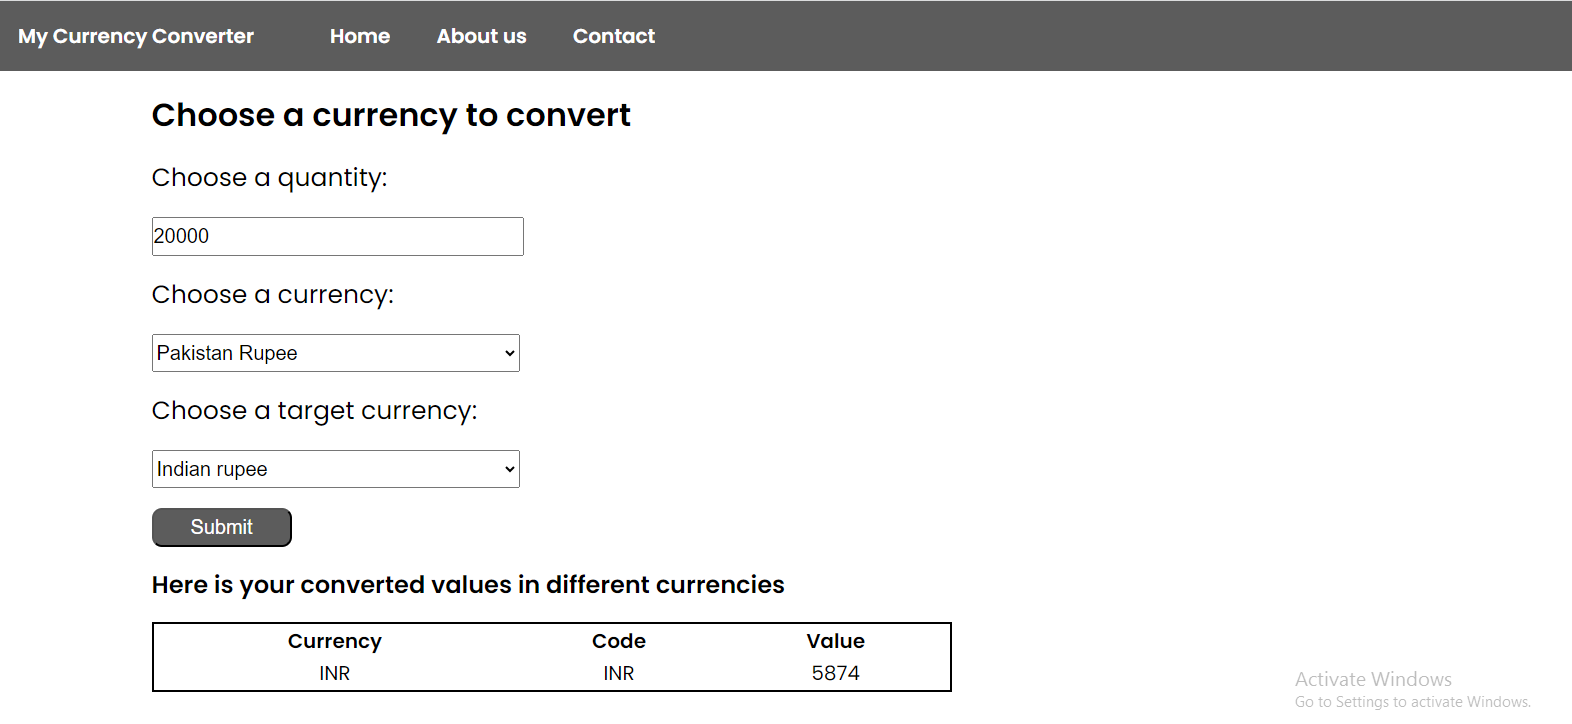 My Currency Converter Home About us Contact
Choose a currency to convert
Choose a quantity:
20000
Choose a currency:
Pakistan Rupee
Choose a target currency:
Indian rupee
Submit
Here is your converted values in different currencies
Currency Code Value
INR INR 5874
Activate Windows
Go to Settings to activate Windows.